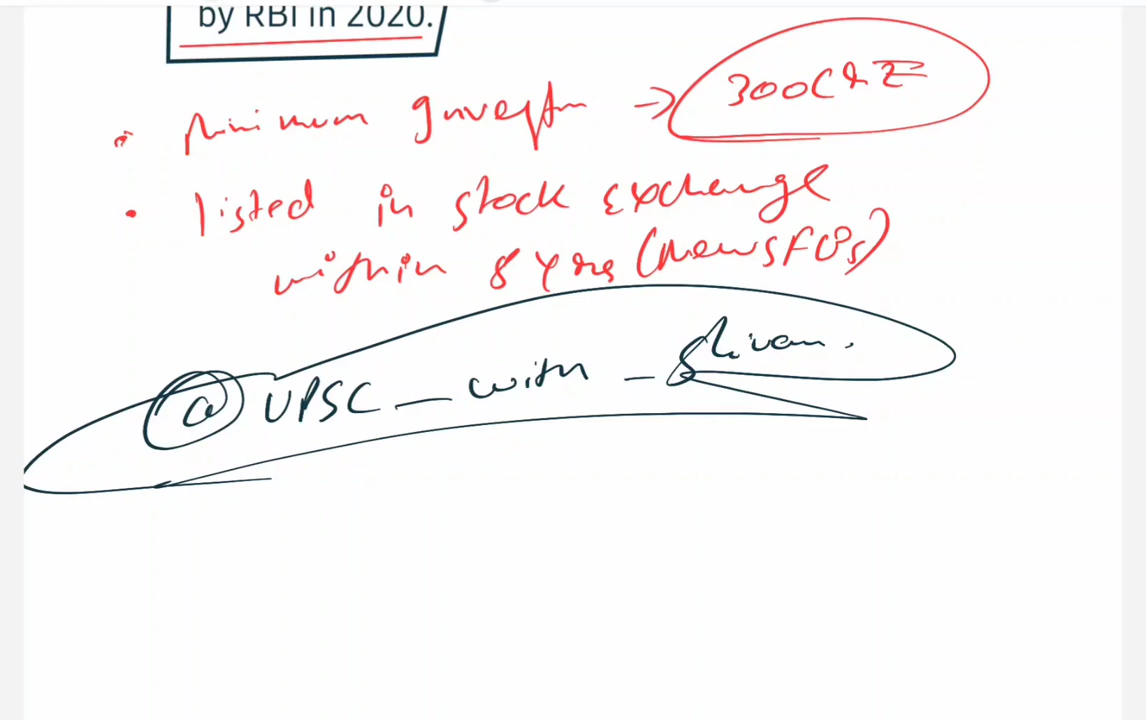 by RBI in 2020.
• Minimum Investm → 300Cr ₹
• listed in stock exchange
within 8 yrs (new SFBs)
@UPSC_with_shivam.